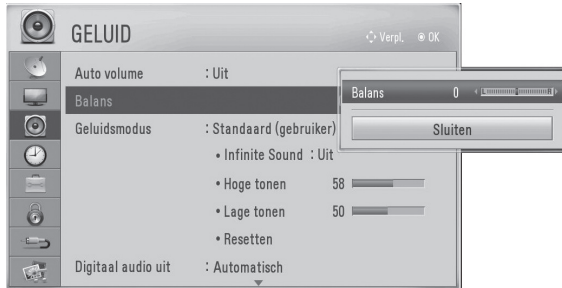 GELUID
Verpl. OK
Auto volume : Uit
Balans
Balans 0 L R
Sluiten
Geluidsmodus : Standaard (gebruiker)
• Infinite Sound : Uit
• Hoge tonen 58
• Lage tonen 50
• Resetten
Digitaal audio uit : Automatisch